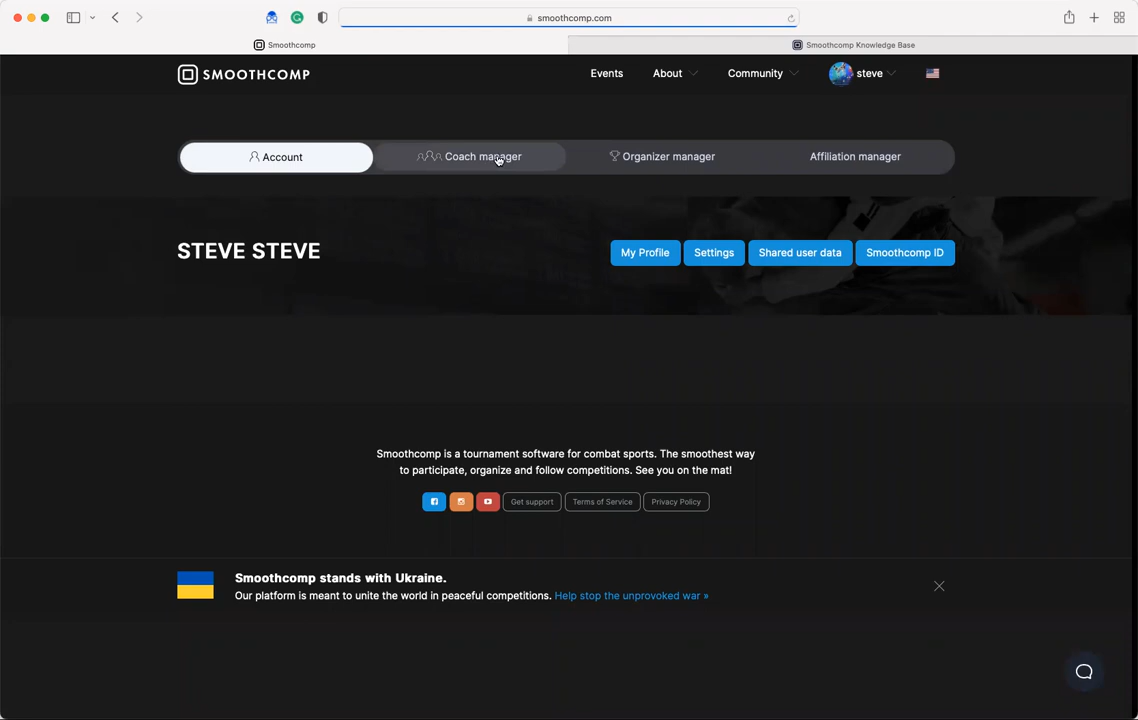 smoothcomp.com
Smoothcomp
Smoothcomp Knowledge Base
SMOOTHCOMP
Events
About
Community
steve
Account
Coach manager
Organizer manager
Affiliation manager
STEVE STEVE
My Profile
Settings
Shared user data
Smoothcomp ID
Smoothcomp is a tournament software for combat sports. The smoothest way
to participate, organize and follow competitions. See you on the mat!
Get support
Terms of Service
Privacy Policy
Smoothcomp stands with Ukraine.
Our platform is meant to unite the world in peaceful competitions. Help stop the unprovoked war »